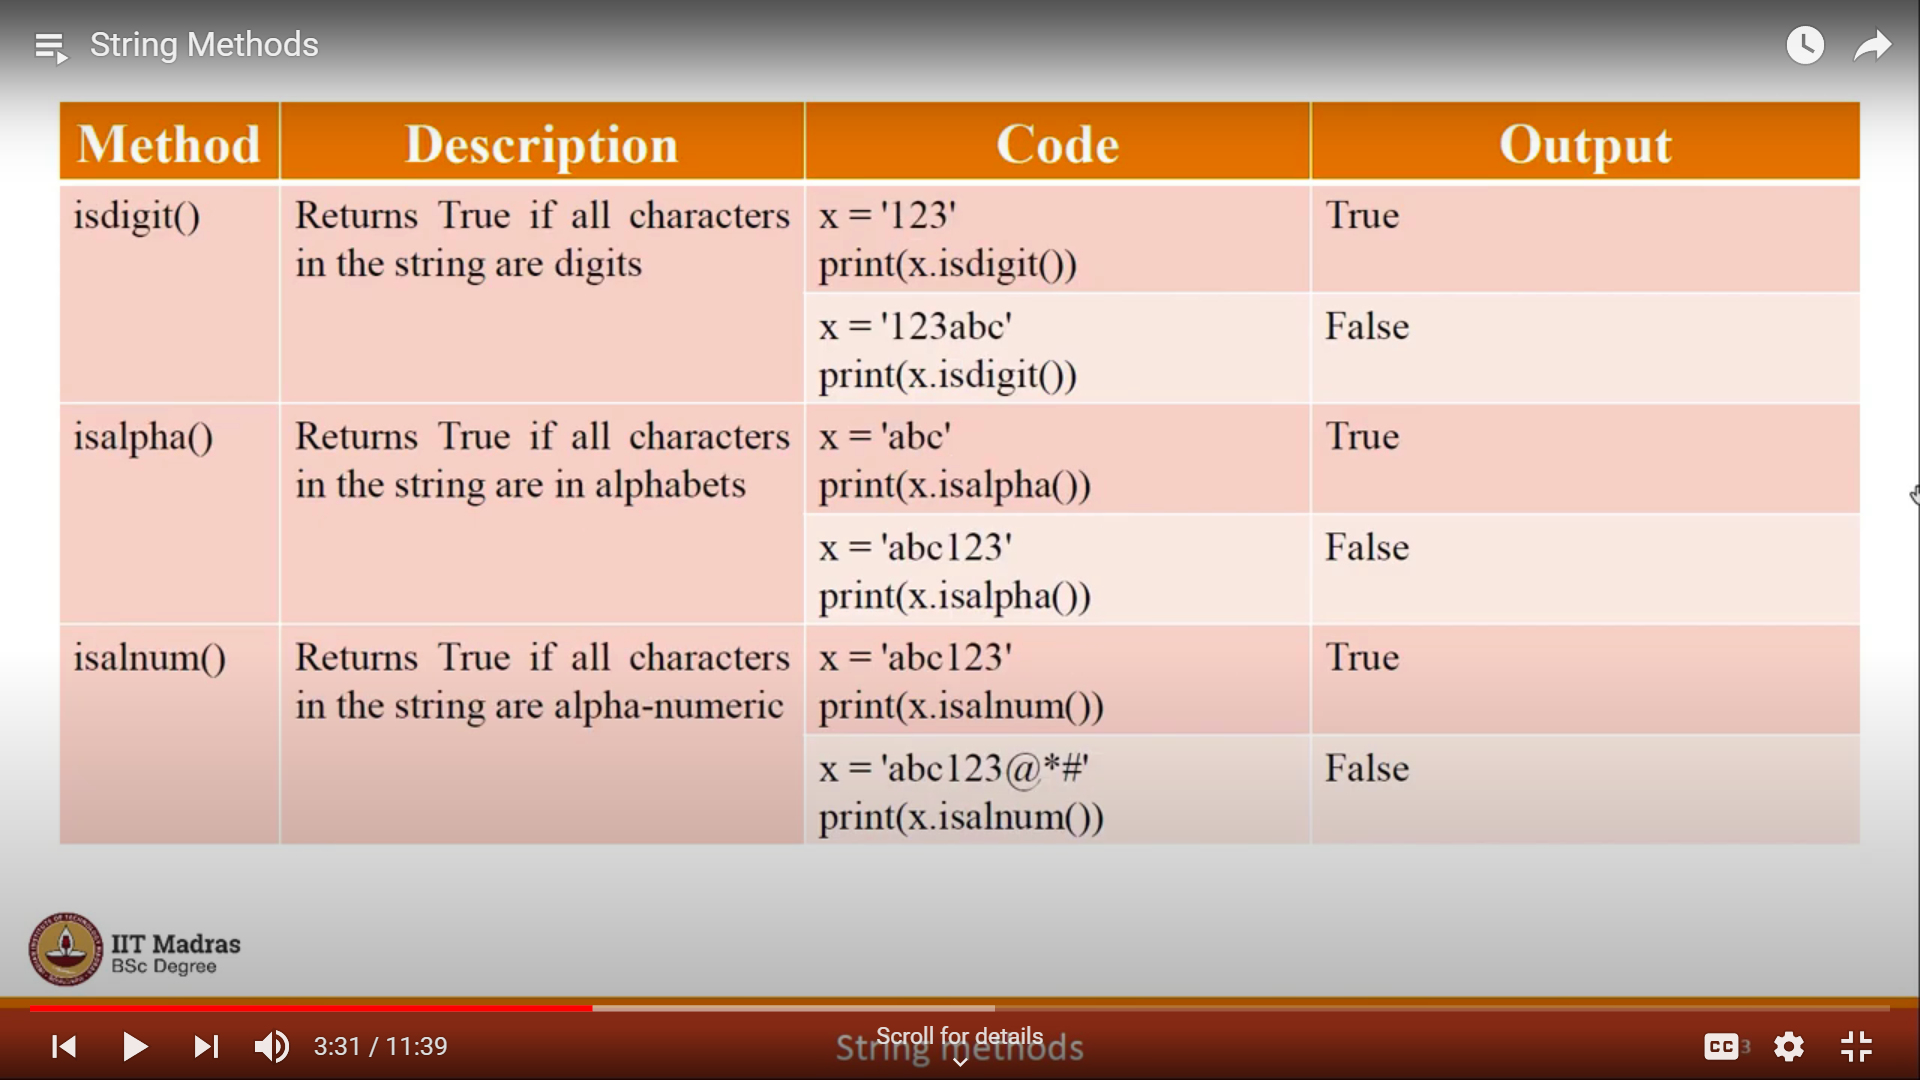 String Methods
Method Description Code Output
isdigit() Returns True if all characters x = '123' True
in the string are digits print(x.isdigit())
x = '123abc' False
print(x.isdigit())
isalpha() Returns True if all characters x = 'abc' True
in the string are in alphabets print(x.isalpha())
x = 'abc123' False
print(x.isalpha())
isalnum() Returns True if all characters x = 'abc123' True
in the string are alpha-numeric print(x.isalnum())
x = 'abc123@*#' False
print(x.isalnum())
IIT Madras
BSc Degree
Scroll for details
3:31 / 11:39 String methods CC 3